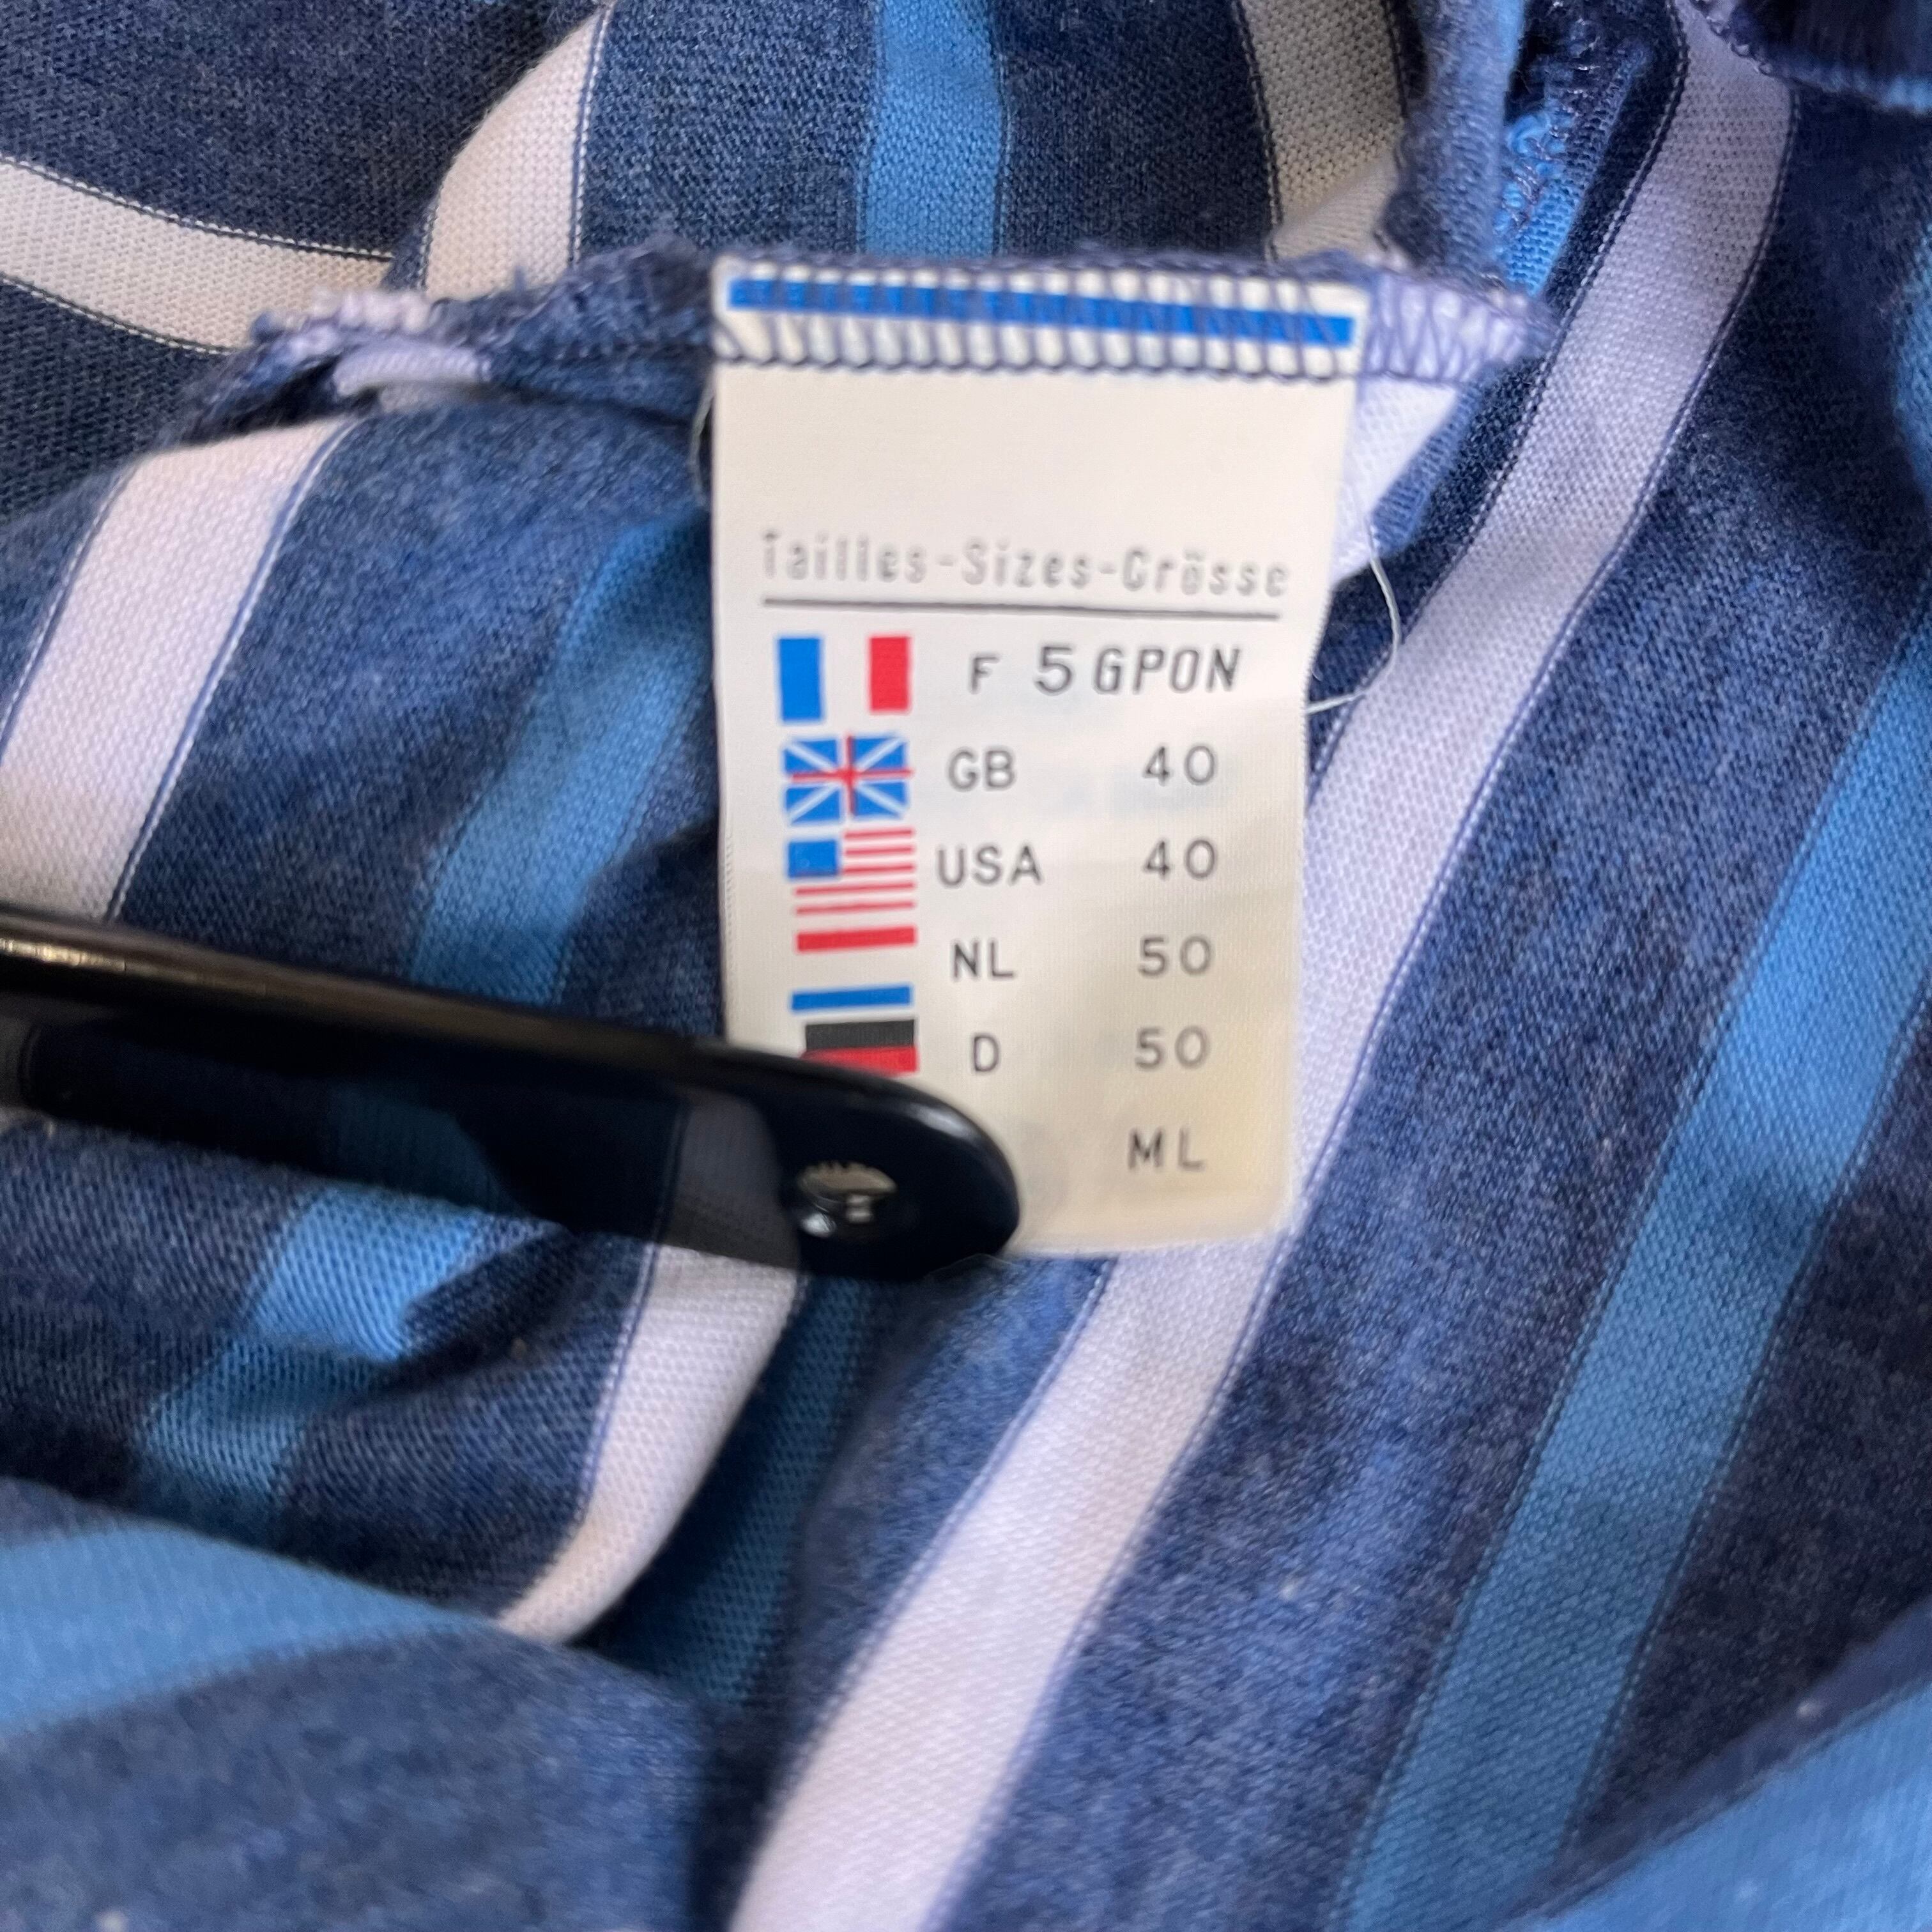 Tailles-Sizes-Grösse
F 5 GPON
GB 40
USA 40
NL 50
D 50
ML